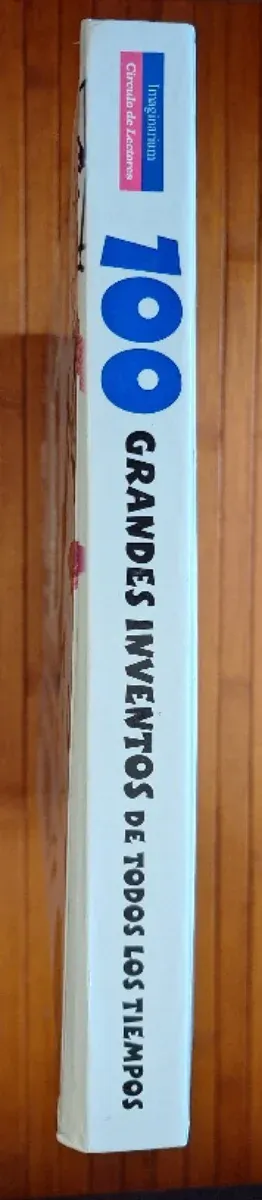 Imaginarium
Círculo de Lectores
100 GRANDES INVENTOS DE TODOS LOS TIEMPOS